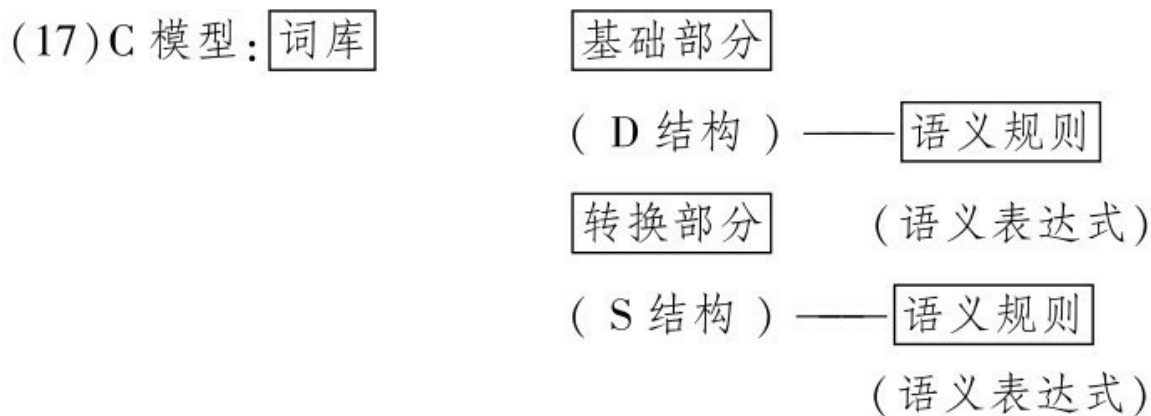 (17)C 模型:词库 基础部分
( D 结构 ) 语义规则
转换部分 (语义表达式)
( S 结构 ) 语义规则
(语义表达式)